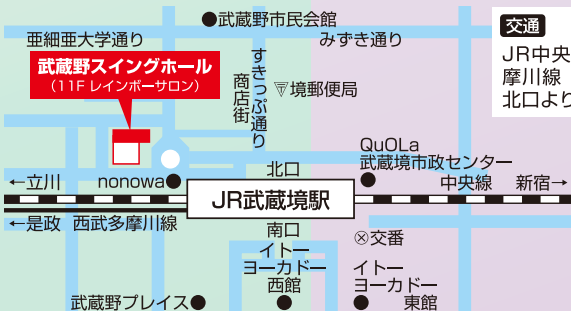 武蔵野市民会館
交通
亜細亜大学通り
みずき通り
JR中央
摩川線
北口より
武蔵野スイングホール
（11F レインボーサロン）
すきっぷ通り
商店街
境郵便局
QuOLa
武蔵境市政センター
北口
←立川
nonowa
中央線
新宿→
JR武蔵境駅
←是政
西武多摩川線
南口
交番
イトー
ヨーカドー
西館
イトー
ヨーカドー
東館
武蔵野プレイス